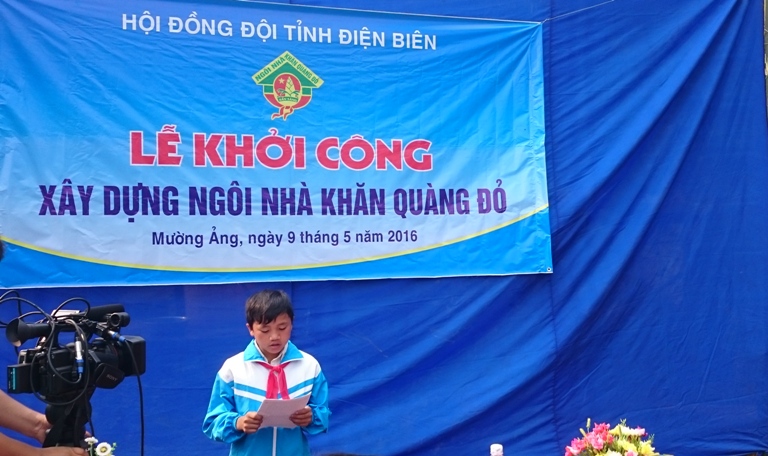 HỘI ĐỒNG ĐỘI TỈNH ĐIỆN BIÊN
LỄ KHỞI CÔNG
XÂY DỰNG NGÔI NHÀ KHĂN QUÀNG ĐỎ
Mường Ảng, ngày 9 tháng 5 năm 2016